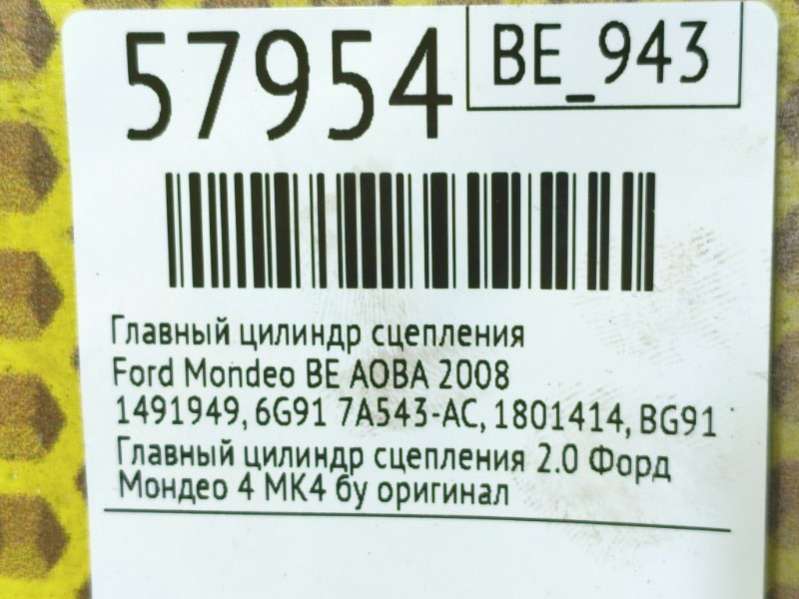 57954
BE_943
Главный цилиндр сцепления
Ford Mondeo BE AOBA 2008
1491949, 6G91 7A543-AC, 1801414, BG91
Главный цилиндр сцепления 2.0 Форд
Мондео 4 МК4 бу оригинал